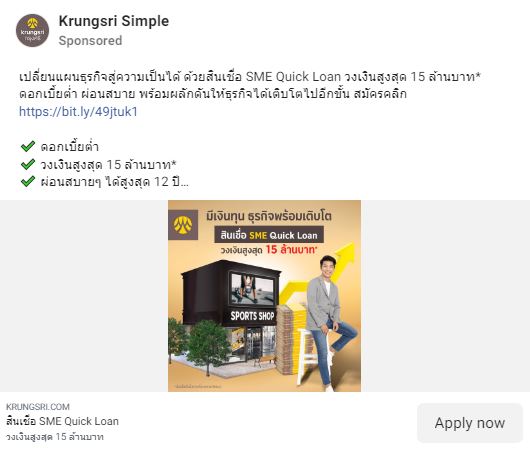 Krungsri Simple
Sponsored
krungsri
กรุงศรี
เปลี่ยนแผนธุรกิจสู่ความเป็นได้ ด้วยสินเชื่อ SME Quick Loan วงเงินสูงสุด 15 ล้านบาท*
ดอกเบี้ยต่ำ ผ่อนสบาย พร้อมผลักดันให้ธุรกิจได้เติบโตไปอีกขั้น สมัครคลิก
https://bit.ly/49jtuk1
✔ ดอกเบี้ยต่ำ
✔ วงเงินสูงสุด 15 ล้านบาท*
✔ ผ่อนสบายๆ ได้สูงสุด 12 ปี...
มีเงินทุน ธุรกิจพร้อมเติบโต
สินเชื่อ SME Quick Loan
วงเงินสูงสุด 15 ล้านบาท*
SPORTS SHOP
KRUNGSRI.COM
สินเชื่อ SME Quick Loan
วงเงินสูงสุด 15 ล้านบาท
Apply now